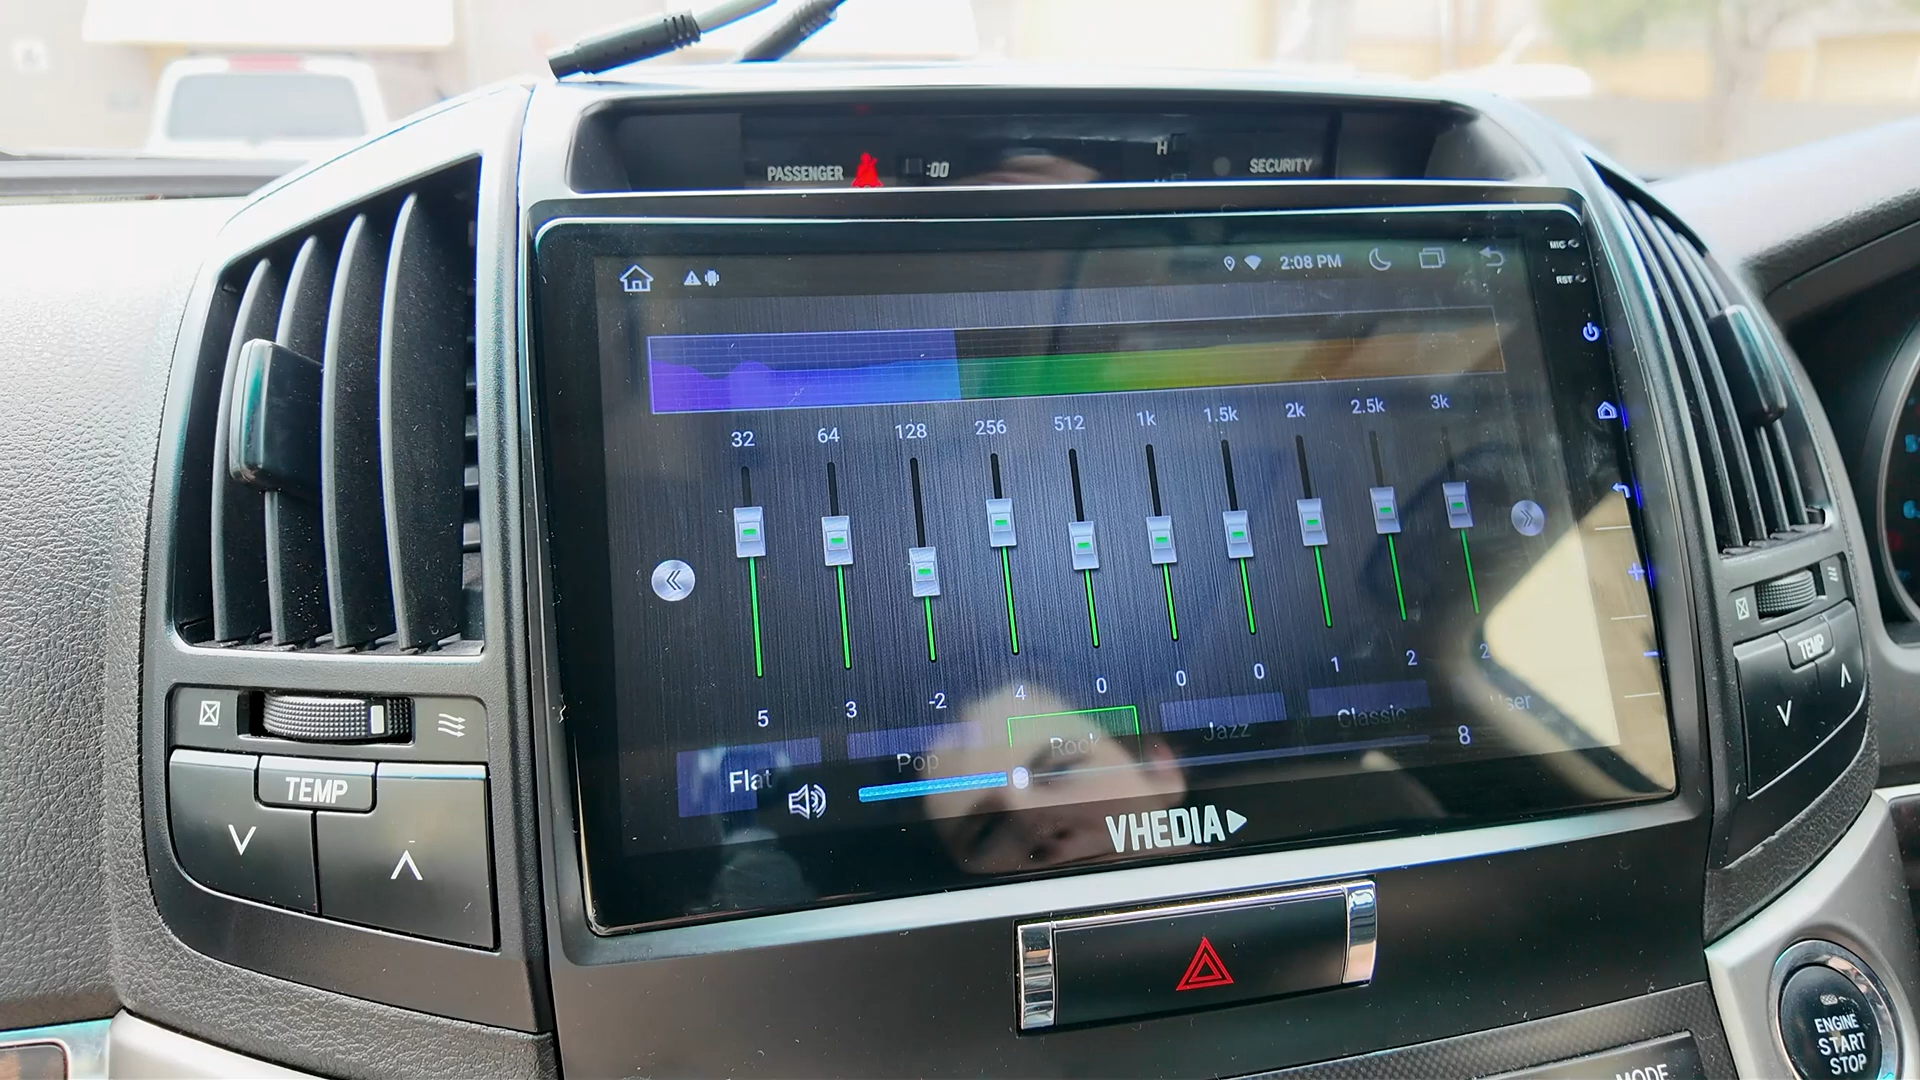 PASSENGER :00 SECURITY
MIC
RST
2:08 PM
32 64 128 256 512 1k 1.5k 2k 2.5k 3k
5 3 -2 4 0 0 0 1 2 2
Flat Pop Rock Jazz Classic User
8
VHEDIA
TEMP
TEMP
ENGINE
START
STOP
MODE